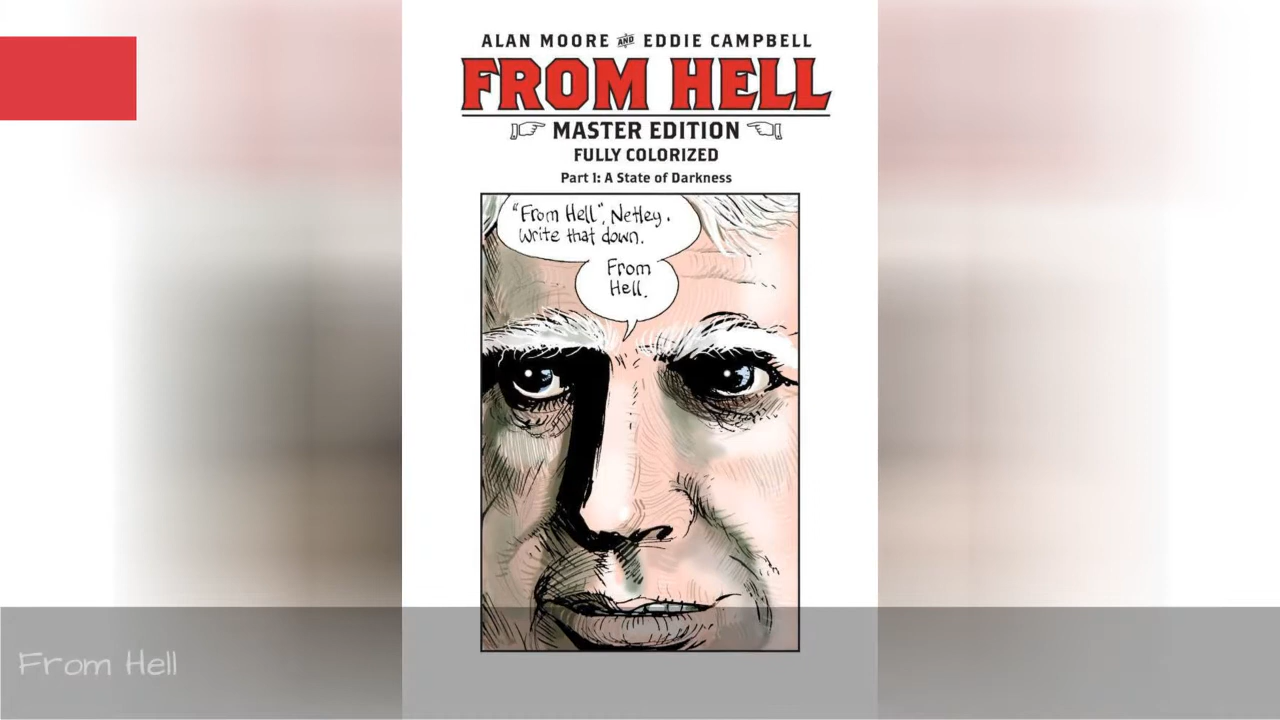 ALAN MOORE AND EDDIE CAMPBELL
FROM HELL
MASTER EDITION
FULLY COLORIZED
Part 1: A State of Darkness
"From Hell", Netley.
Write that down.
From
Hell.
From Hell